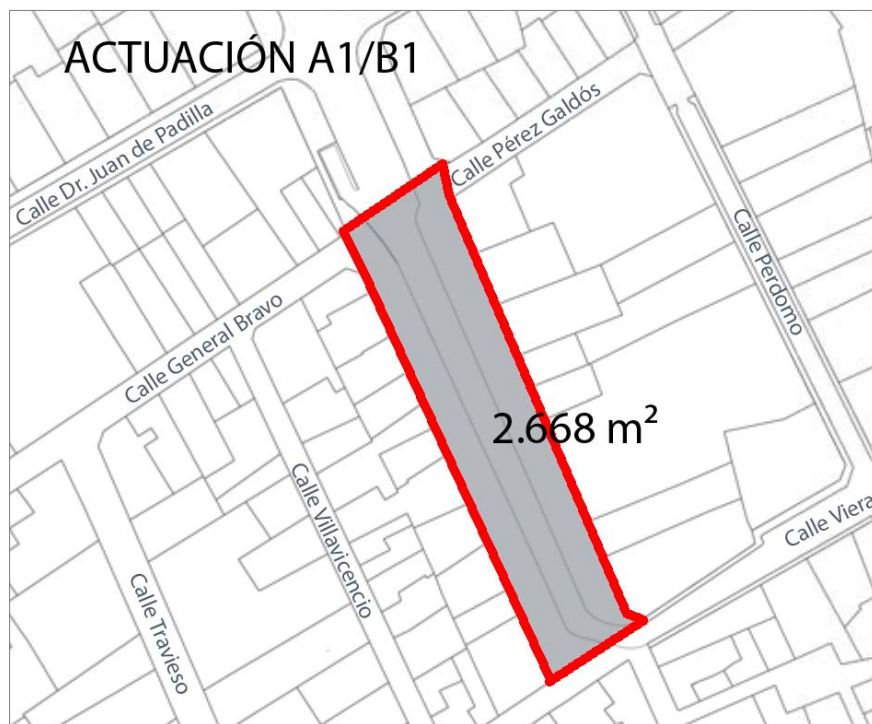 ACTUACIÓN A1/B1
Calle Dr. Juan de Padilla
Calle Pérez Galdós
Calle Perdomo
Calle General Bravo
2.668 m²
Calle Villavicencio
Calle Viera
Calle Travieso